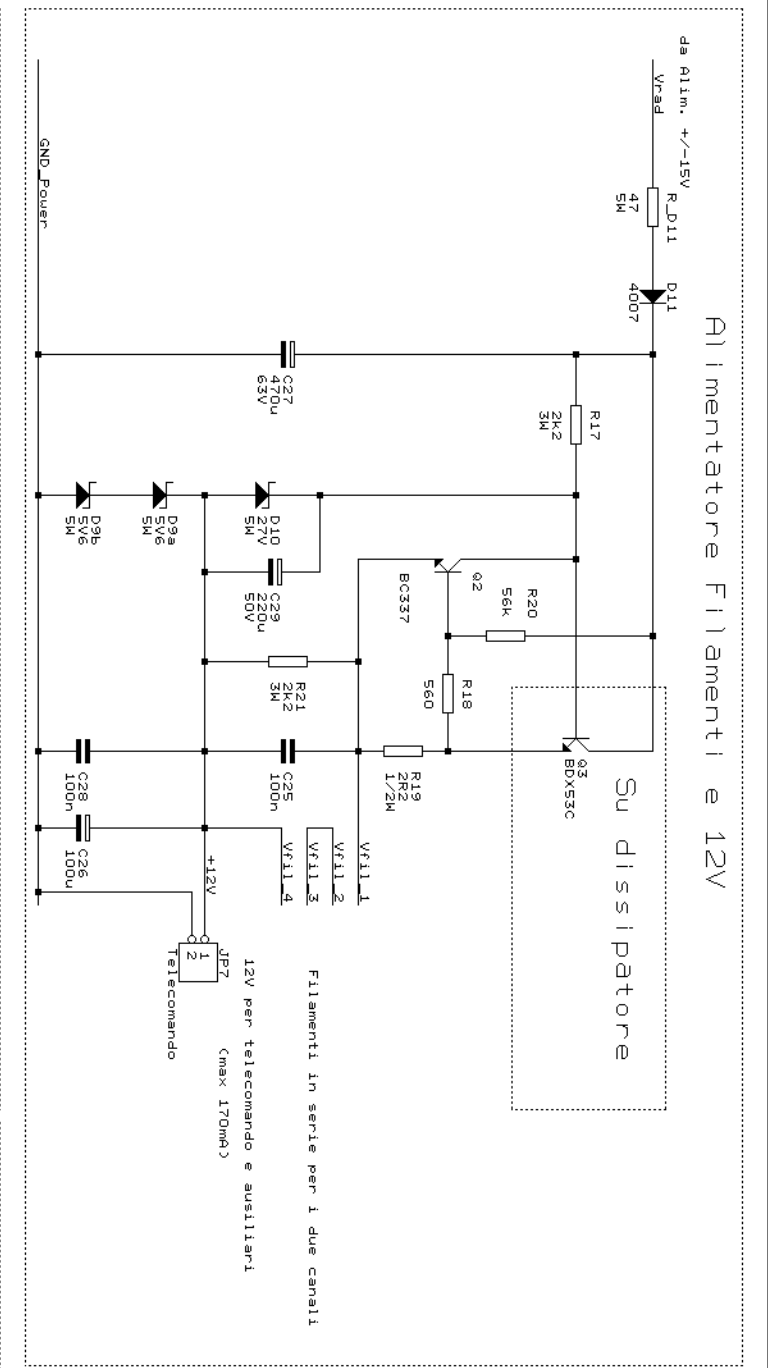 Alimentatore Filamenti e 12V
da Alim. +/-15V
Vrad
R_D11
47
5W
D11
4007
R17
2k2
3W
Su dissipatore
Q3
BDX53C
R20
56k
Q2
BC337
R18
560
R19
2R2
1/2W
C27
470u
63V
D10
27V
5W
C29
220u
50V
R21
2k2
3W
C25
100n
Vfil_1
Vfil_2
Vfil_3
Vfil_4
Filamenti in serie per i due canali
12V per telecomando e ausiliari
(max 170mA)
+12V
JP7
1
2
Telecomando
D9a
5V6
5W
D9b
5V6
5W
C28
100n
C26
100u
GND_Power